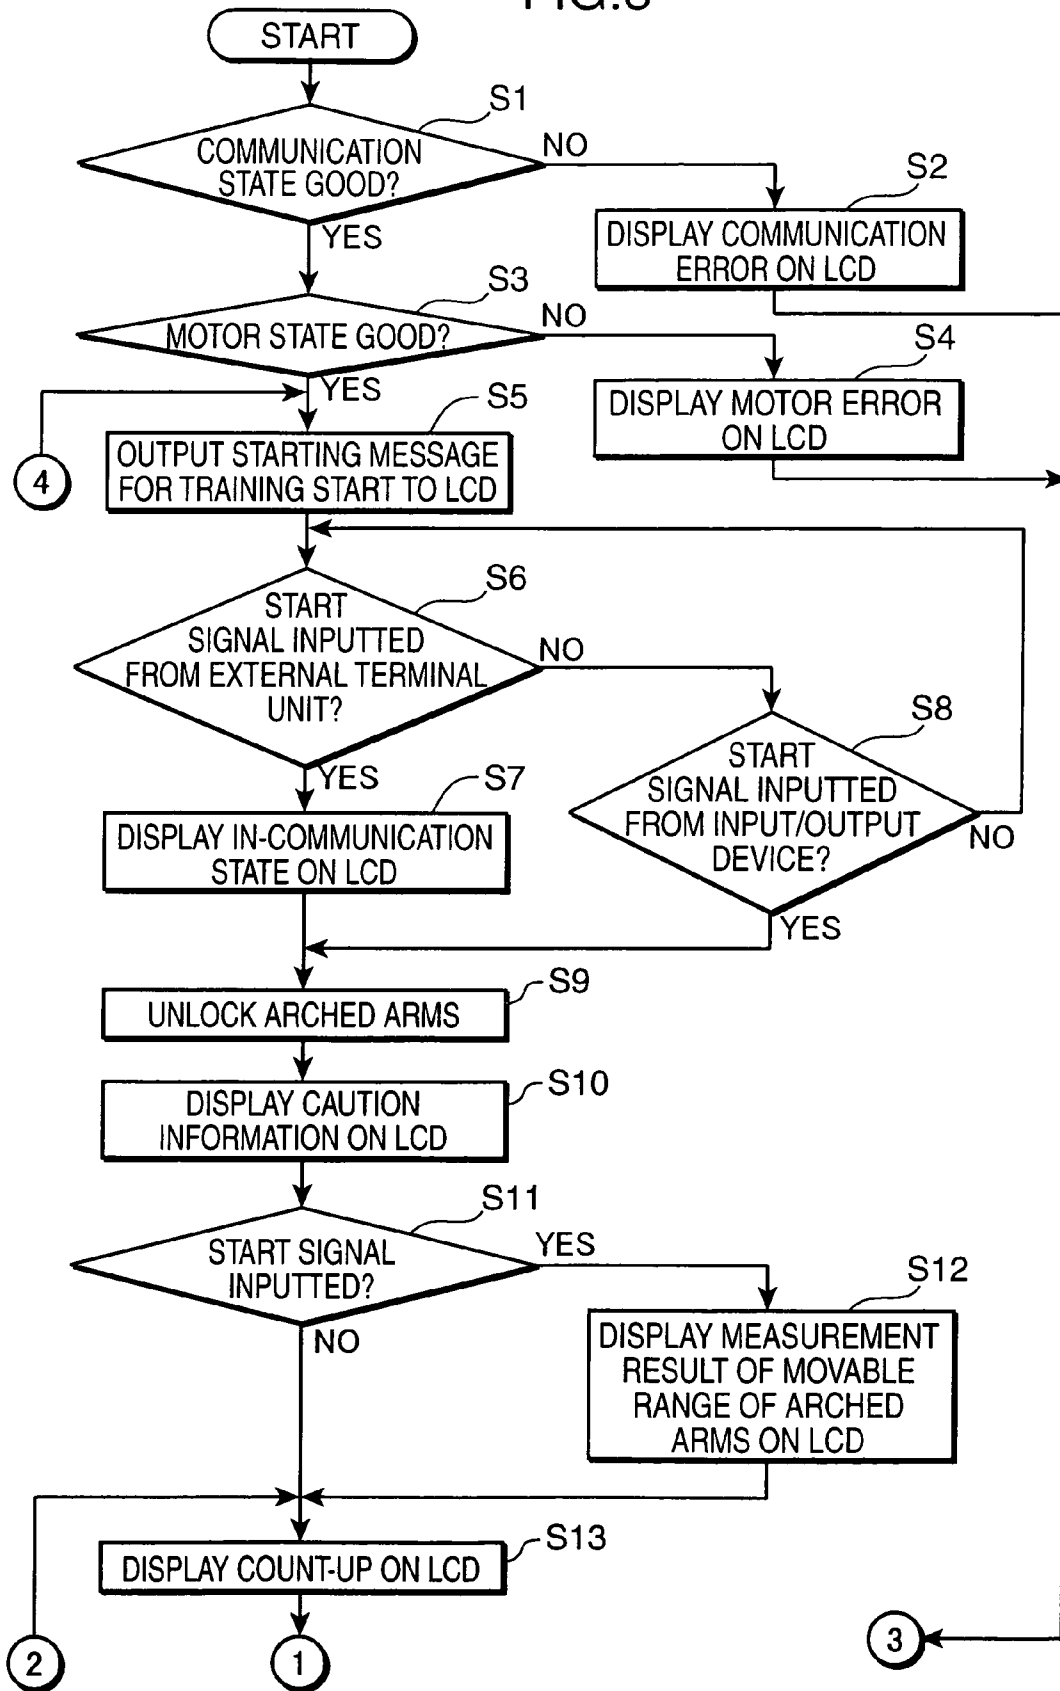 START
S1
COMMUNICATION
STATE GOOD?
NO
YES
S2
DISPLAY COMMUNICATION
ERROR ON LCD
S3
MOTOR STATE GOOD?
NO
YES
S4
DISPLAY MOTOR ERROR
ON LCD
4
S5
OUTPUT STARTING MESSAGE
FOR TRAINING START TO LCD
S6
START
SIGNAL INPUTTED
FROM EXTERNAL TERMINAL
UNIT?
NO
YES
S7
DISPLAY IN-COMMUNICATION
STATE ON LCD
S8
START
SIGNAL INPUTTED
FROM INPUT/OUTPUT
DEVICE?
NO
YES
S9
UNLOCK ARCHED ARMS
S10
DISPLAY CAUTION
INFORMATION ON LCD
S11
START SIGNAL
INPUTTED?
YES
NO
S12
DISPLAY MEASUREMENT
RESULT OF MOVABLE
RANGE OF ARCHED
ARMS ON LCD
S13
DISPLAY COUNT-UP ON LCD
2
1
3